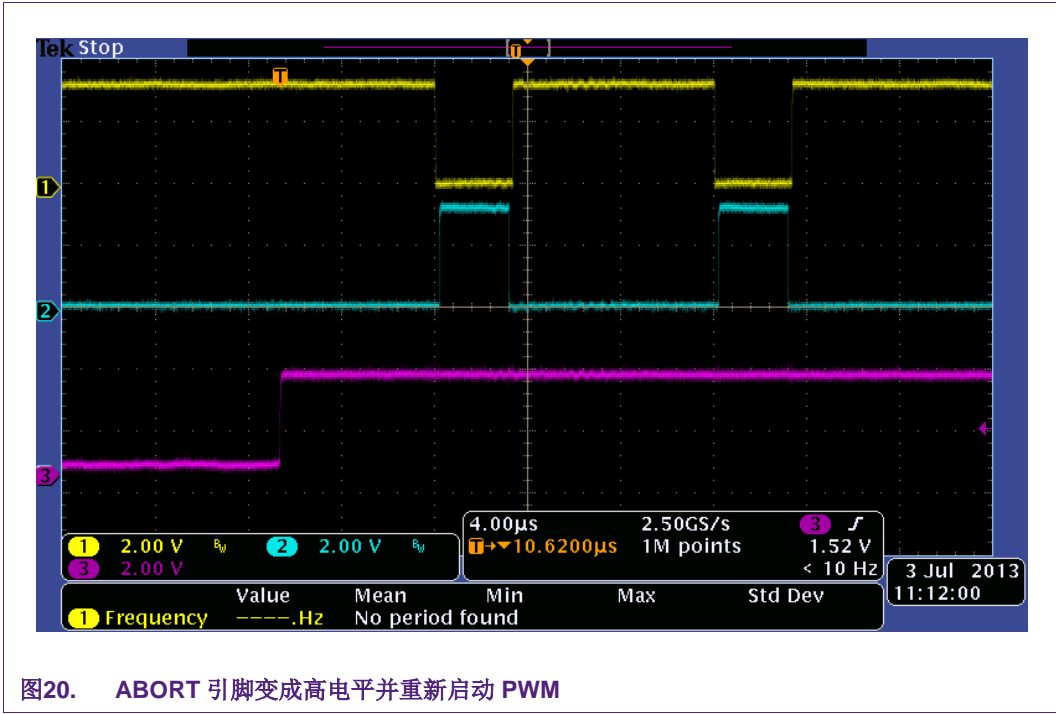 Tek Stop
T
T
1
2
3
1 2.00 V BW 2 2.00 V BW
3 2.00 V
4.00µs 2.50GS/s 3
T→▼10.6200µs 1M points 1.52 V
< 10 Hz
3 Jul 2013
11:12:00
Value Mean Min Max Std Dev
1 Frequency ----.Hz No period found
图20. ABORT 引脚变成高电平并重新启动 PWM